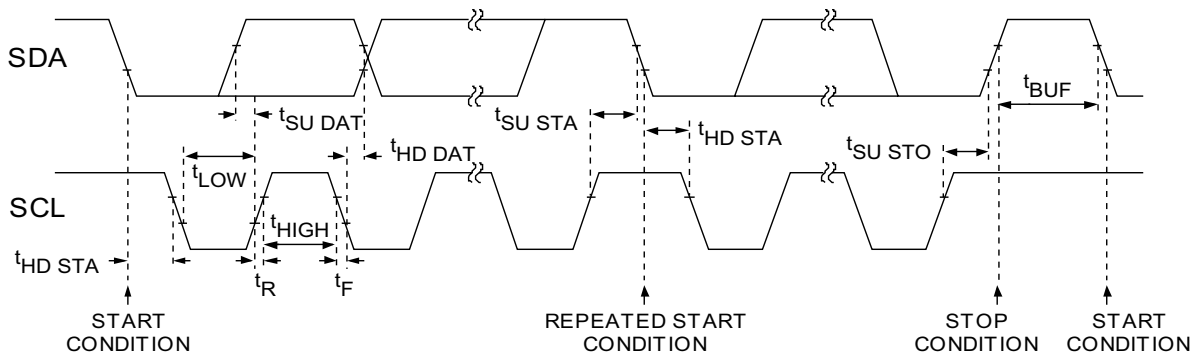 SDA
tSU DAT
tSU STA
tBUF
tHD DAT
tHD STA
tSU STO
tLOW
SCL
tHIGH
tHD STA
tR
tF
START
CONDITION
REPEATED START
CONDITION
STOP
CONDITION
START
CONDITION